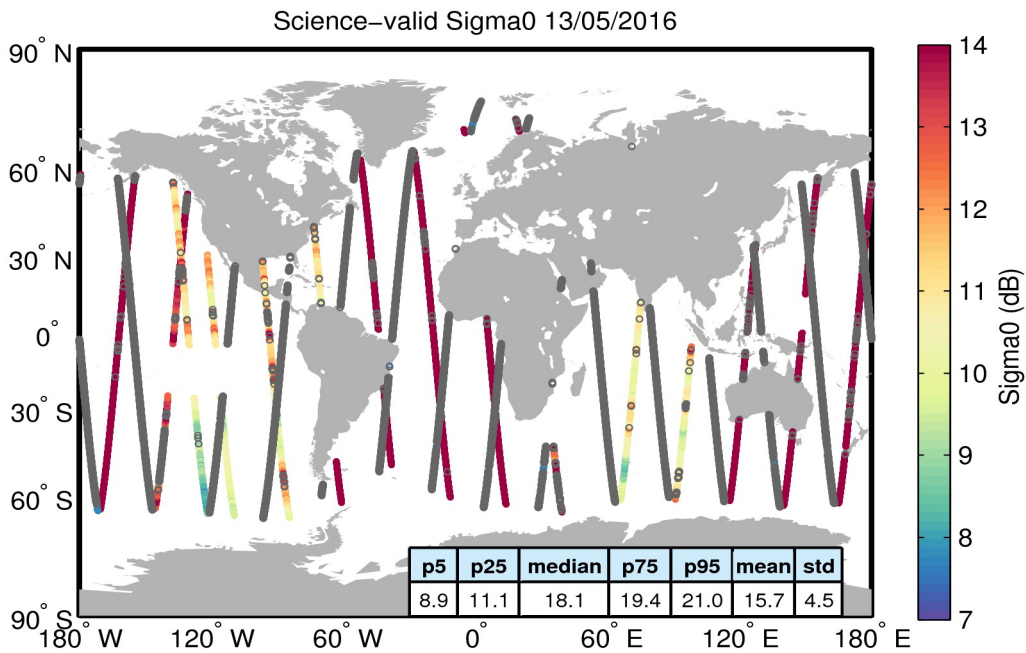 Science−valid Sigma0 13/05/2016
90° N
60° N
30° N
0°
30° S
60° S
90° S
180° W
120° W
60° W
0°
60° E
120° E
180° E
p5 p25 median p75 p95 mean std
8.9 11.1 18.1 19.4 21.0 15.7 4.5
14
13
12
11
10
9
8
7
Sigma0 (dB)